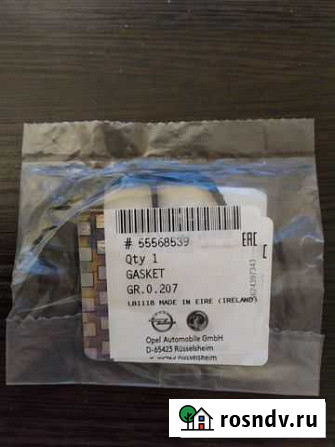 # 55568539
Qty 1
GASKET
GR.0.207
LB1118 MADE IN EIRE (IRELAND)
EAC
Opel Automobile GmbH
D-65423 Rüsselsheim
rosndv.ru